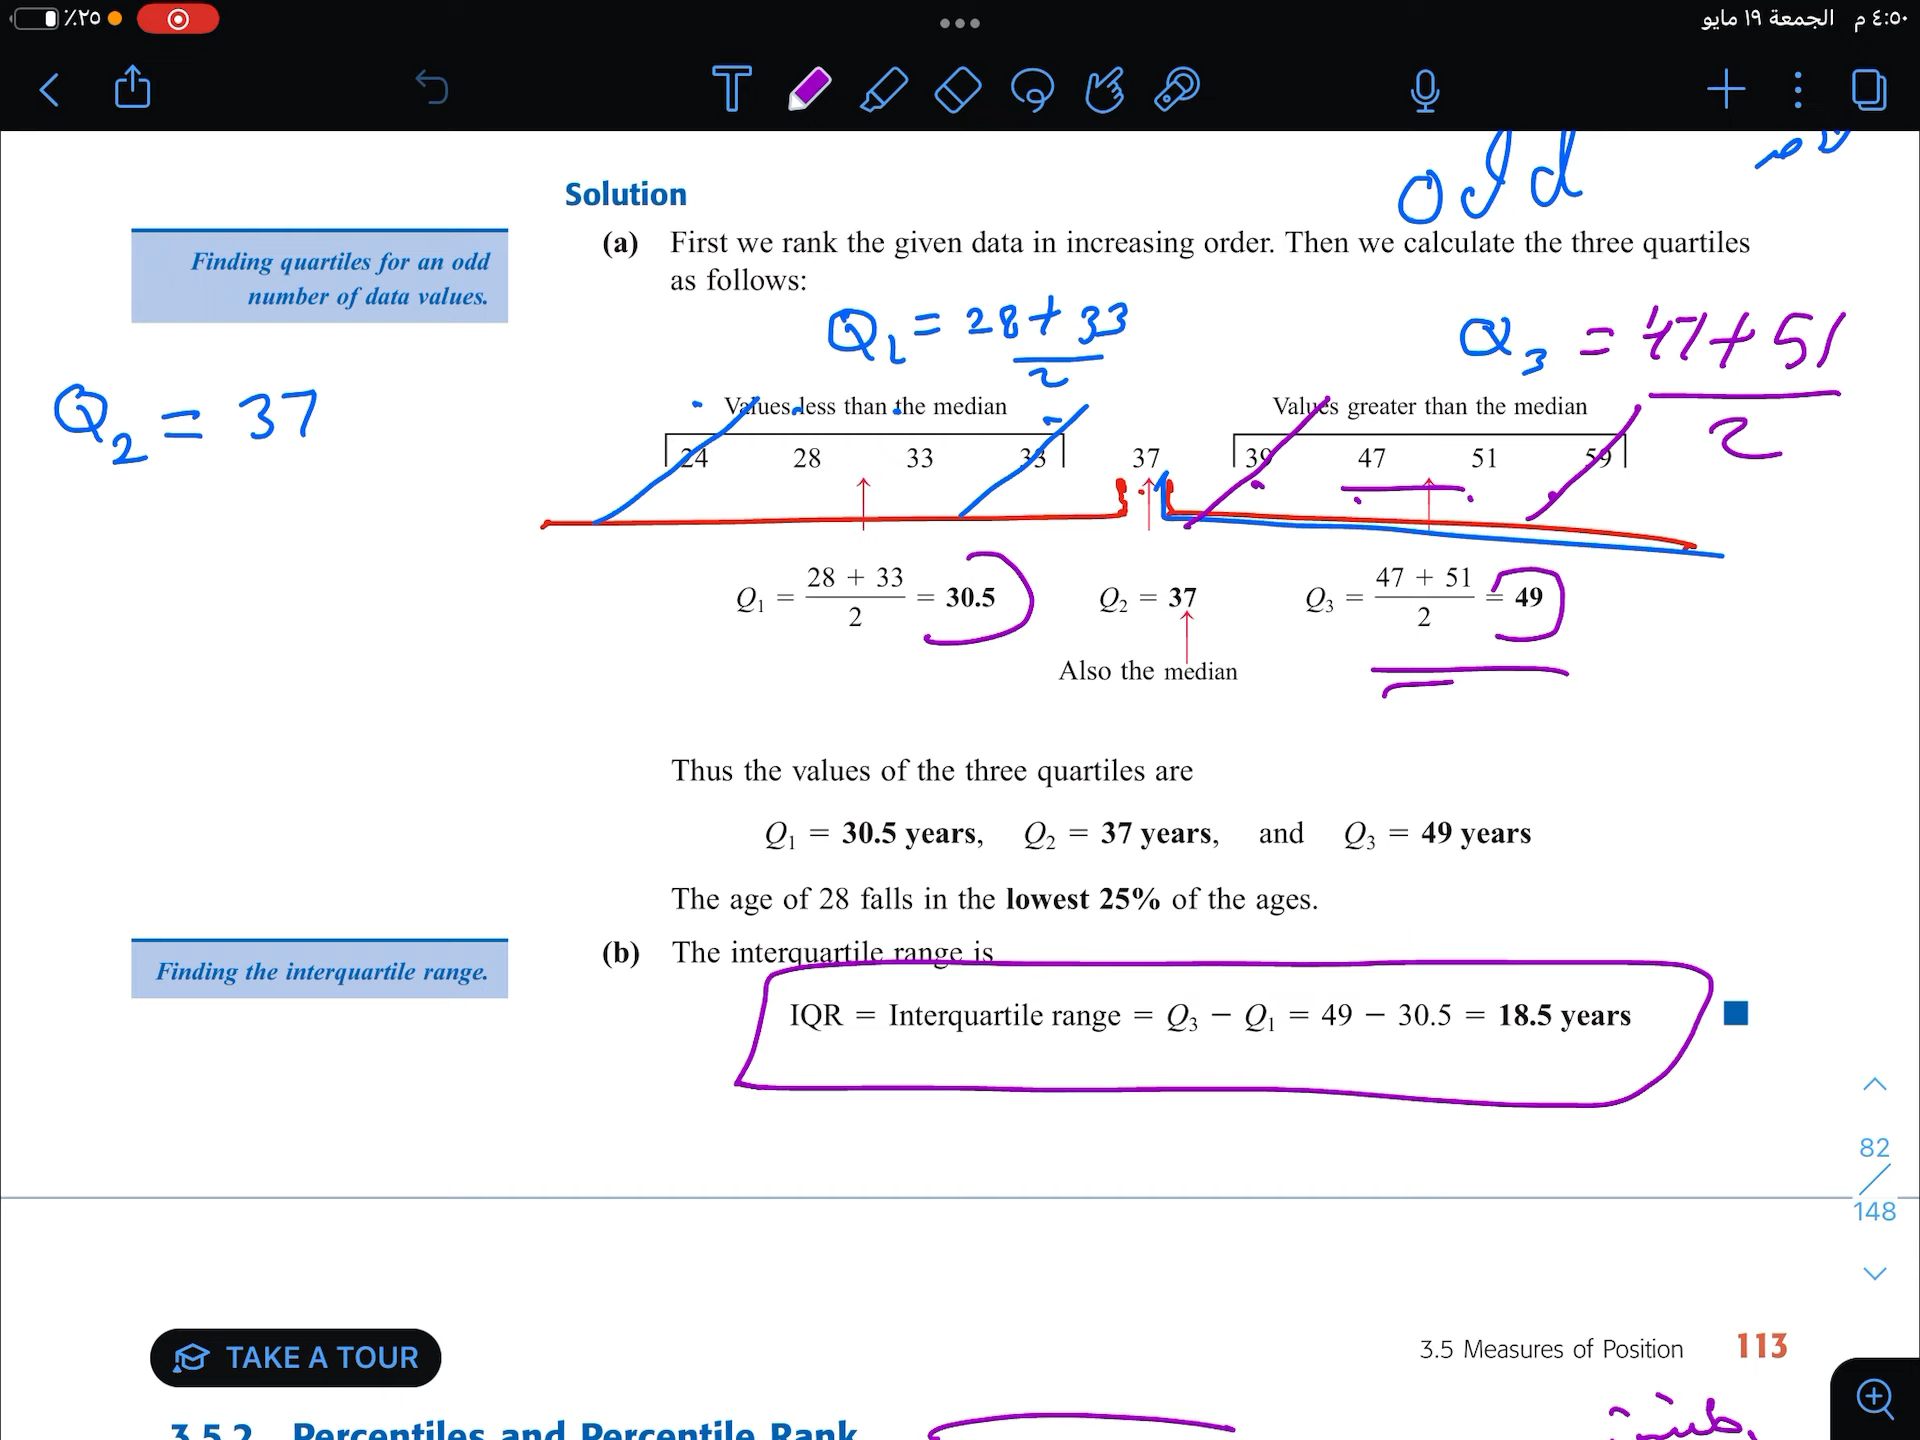 ٪٢٥
٤:٥٠ م الجمعة ١٩ مايو
odd
Solution
Finding quartiles for an odd
number of data values.
(a) First we rank the given data in increasing order. Then we calculate the three quartiles
as follows:
Q1 = 28 + 33 / 2
Q3 = 47 + 51 / 2
Q2 = 37
Values less than the median Values greater than the median
24 28 33 33 37 39 47 51 59
Q₁ = (28 + 33) / 2 = 30.5 Q₂ = 37 Q₃ = (47 + 51) / 2 = 49
Also the median
Thus the values of the three quartiles are
Q₁ = 30.5 years, Q₂ = 37 years, and Q₃ = 49 years
The age of 28 falls in the lowest 25% of the ages.
Finding the interquartile range.
(b) The interquartile range is
IQR = Interquartile range = Q₃ − Q₁ = 49 − 30.5 = 18.5 years
82
148
TAKE A TOUR
3.5 Measures of Position 113
3.5.2 Percentiles and Percentile Rank